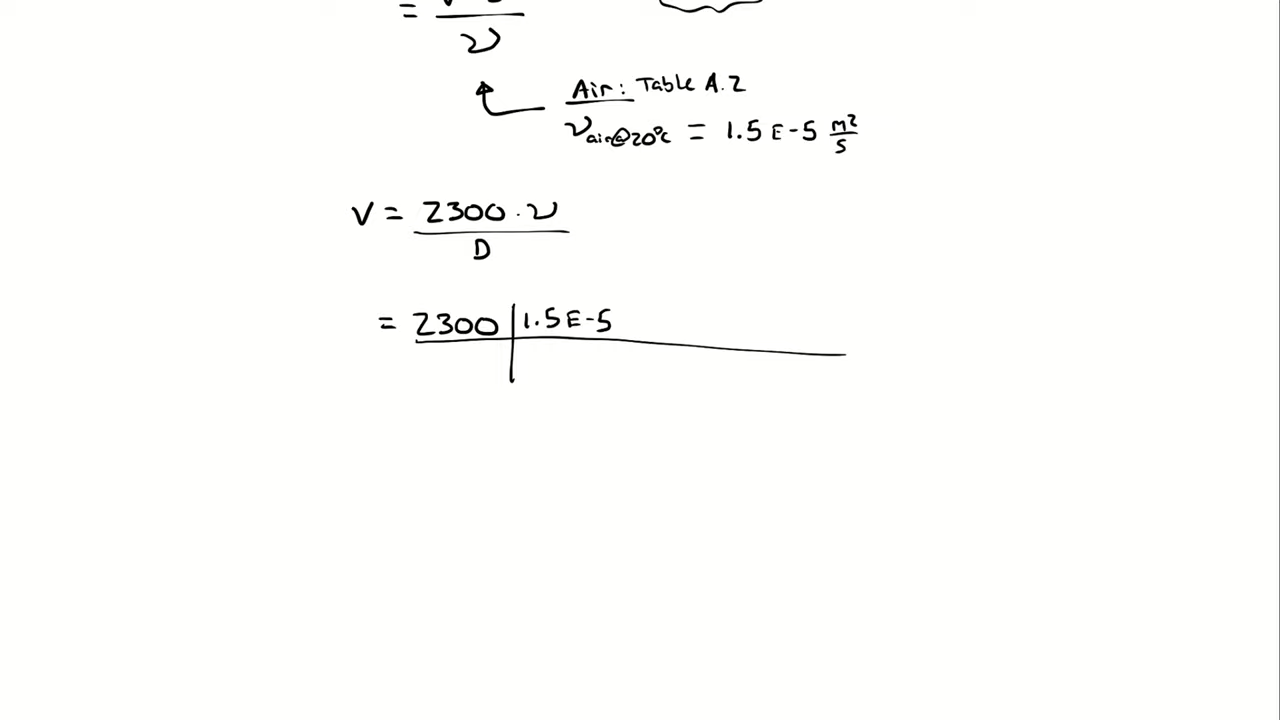 =
ν
Air: Table A.2
ν air@20°C = 1.5 E-5 m²/s
V = 2300 · ν
D
= 2300 | 1.5 E-5